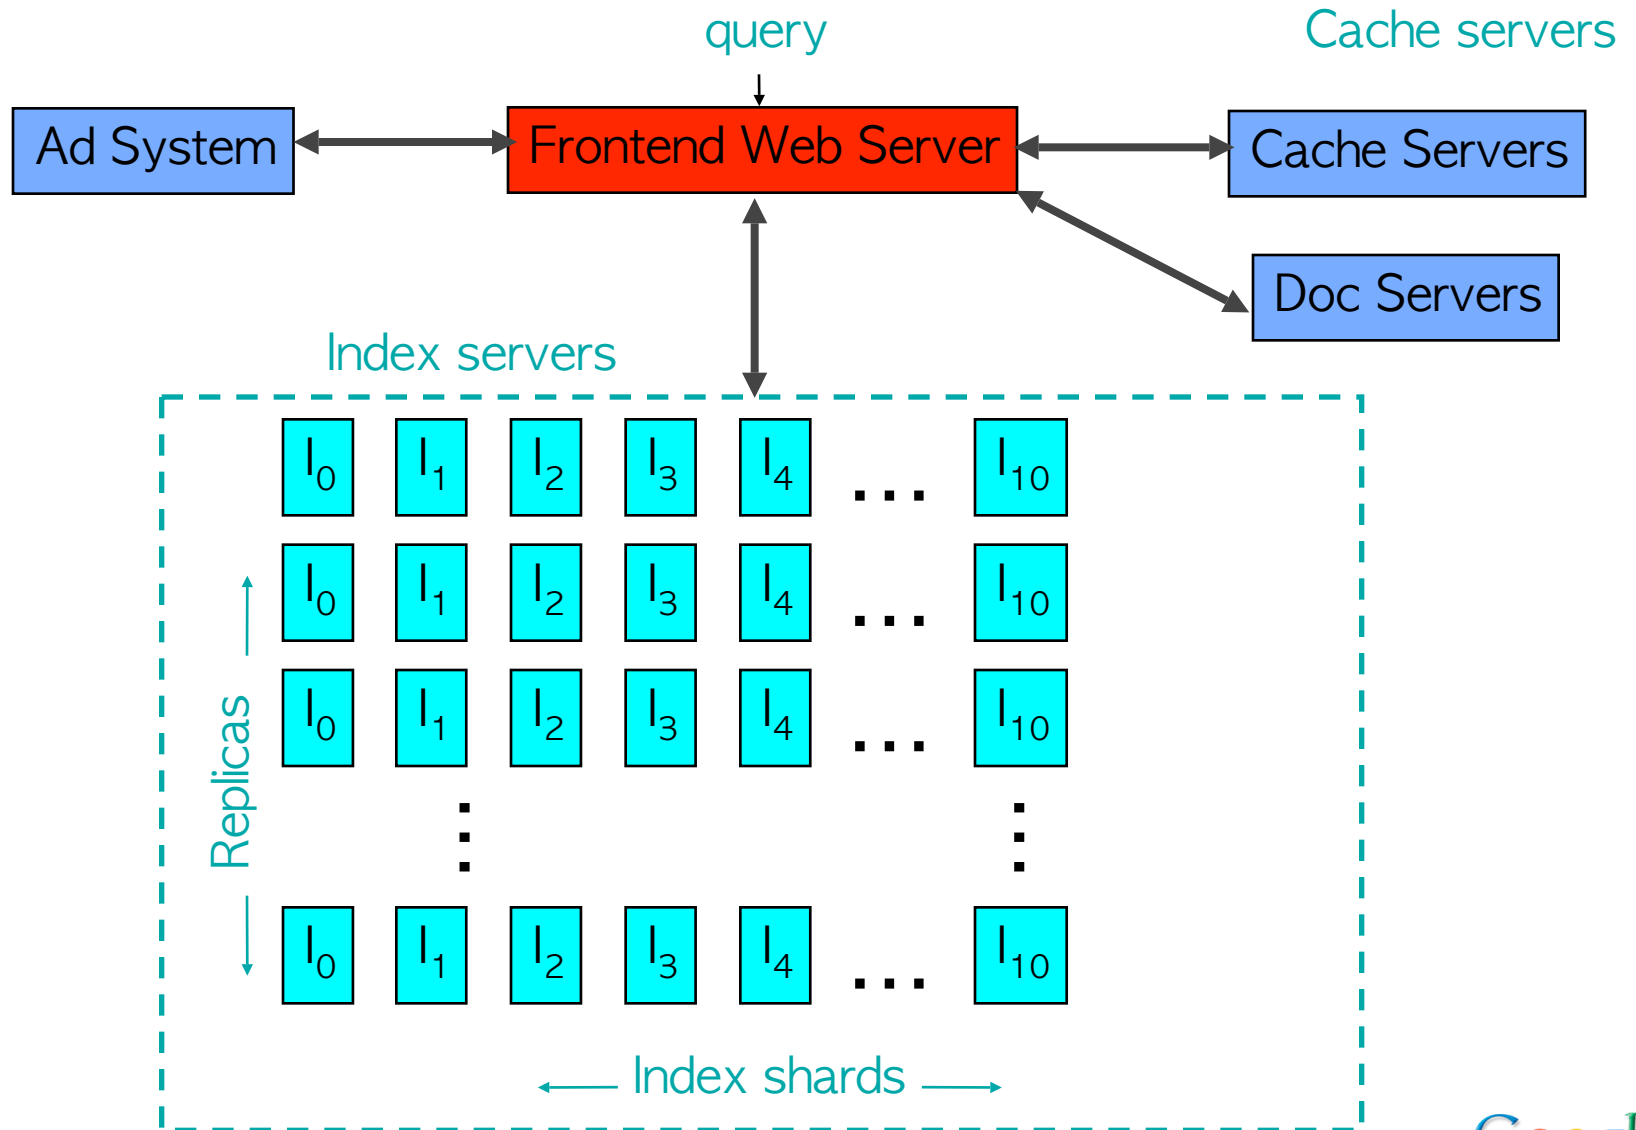 query
Cache servers
Ad System
Frontend Web Server
Cache Servers
Doc Servers
Index servers
I0 I1 I2 I3 I4 ... I10
I0 I1 I2 I3 I4 ... I10
I0 I1 I2 I3 I4 ... I10
Replicas
I0 I1 I2 I3 I4 ... I10
Index shards